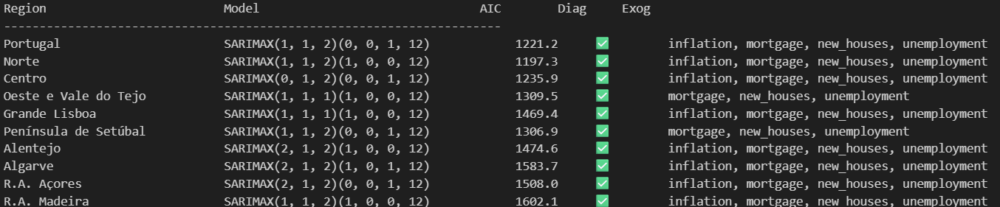 Region Model AIC Diag Exog
----------------------------------------------------------------------
Portugal SARIMAX(1, 1, 2)(0, 0, 1, 12) 1221.2 ✅ inflation, mortgage, new_houses, unemployment
Norte SARIMAX(1, 1, 2)(1, 0, 0, 12) 1197.3 ✅ inflation, mortgage, new_houses, unemployment
Centro SARIMAX(0, 1, 2)(1, 0, 0, 12) 1235.9 ✅ inflation, mortgage, new_houses, unemployment
Oeste e Vale do Tejo SARIMAX(1, 1, 1)(1, 0, 0, 12) 1309.5 ✅ mortgage, new_houses, unemployment
Grande Lisboa SARIMAX(1, 1, 1)(1, 0, 0, 12) 1469.4 ✅ inflation, mortgage, new_houses, unemployment
Península de Setúbal SARIMAX(1, 1, 2)(0, 0, 1, 12) 1306.9 ✅ mortgage, new_houses, unemployment
Alentejo SARIMAX(2, 1, 2)(1, 0, 0, 12) 1474.6 ✅ inflation, mortgage, new_houses, unemployment
Algarve SARIMAX(2, 1, 2)(1, 0, 0, 12) 1583.7 ✅ inflation, mortgage, new_houses, unemployment
R.A. Açores SARIMAX(2, 1, 2)(0, 0, 1, 12) 1508.0 ✅ inflation, mortgage, new_houses, unemployment
R.A. Madeira SARIMAX(1, 1, 2)(1, 0, 0, 12) 1602.1 ✅ inflation, mortgage, new_houses, unemployment